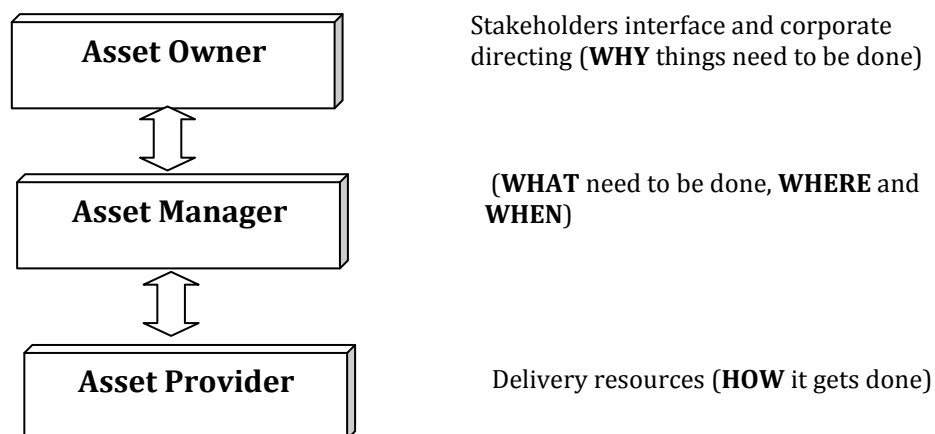 Asset Owner
Stakeholders interface and corporate
directing (WHY things need to be done)
Asset Manager
(WHAT need to be done, WHERE and
WHEN)
Asset Provider
Delivery resources (HOW it gets done)